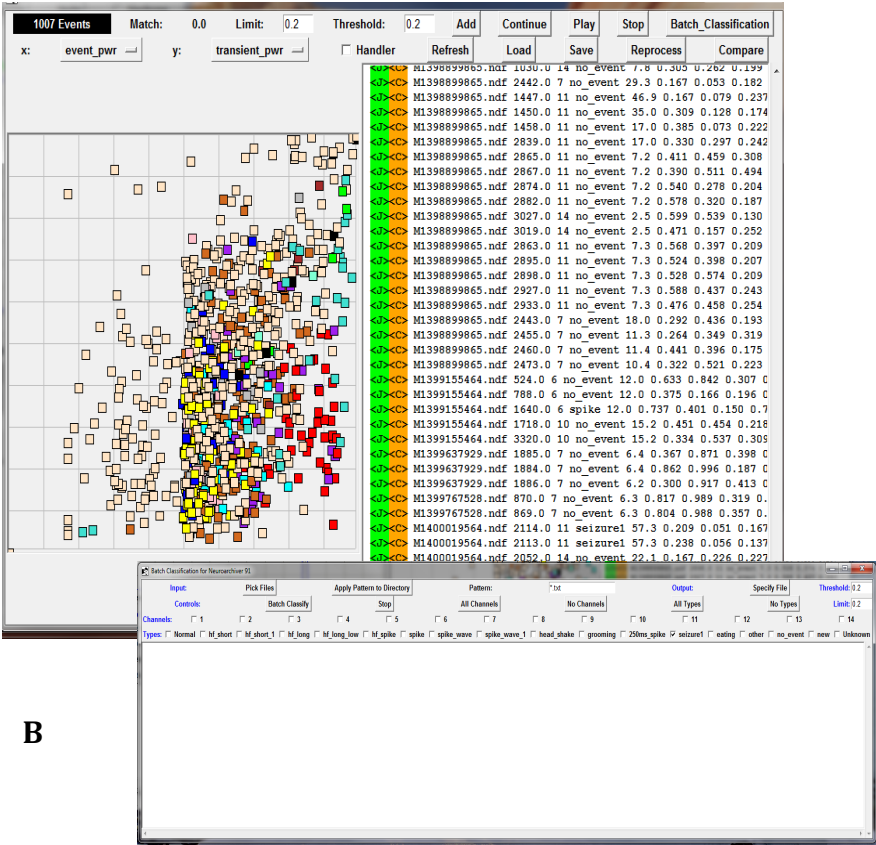 1007 Events Match: 0.0 Limit: 0.2 Threshold: 0.2 Add Continue Play Stop Batch_Classification
x: event_pwr y: transient_pwr Handler Refresh Load Save Reprocess Compare
<J><C> M1398899865.ndf 1030.0 14 no_event 7.8 0.305 0.262 0.199
<J><C> M1398899865.ndf 2442.0 7 no_event 29.3 0.167 0.053 0.182
<J><C> M1398899865.ndf 1447.0 11 no_event 46.9 0.167 0.079 0.237
<J><C> M1398899865.ndf 1450.0 11 no_event 35.0 0.309 0.128 0.174
<J><C> M1398899865.ndf 1458.0 11 no_event 17.0 0.385 0.073 0.222
<J><C> M1398899865.ndf 2839.0 11 no_event 17.0 0.330 0.297 0.242
<J><C> M1398899865.ndf 2865.0 11 no_event 7.2 0.411 0.459 0.308
<J><C> M1398899865.ndf 2867.0 11 no_event 7.2 0.390 0.511 0.494
<J><C> M1398899865.ndf 2874.0 11 no_event 7.2 0.540 0.278 0.204
<J><C> M1398899865.ndf 2882.0 11 no_event 7.2 0.578 0.320 0.187
<J><C> M1398899865.ndf 3027.0 14 no_event 2.5 0.599 0.539 0.130
<J><C> M1398899865.ndf 3019.0 14 no_event 2.5 0.471 0.157 0.252
<J><C> M1398899865.ndf 2863.0 11 no_event 7.3 0.568 0.397 0.209
<J><C> M1398899865.ndf 2895.0 11 no_event 7.3 0.524 0.398 0.207
<J><C> M1398899865.ndf 2898.0 11 no_event 7.3 0.528 0.574 0.209
<J><C> M1398899865.ndf 2927.0 11 no_event 7.3 0.588 0.437 0.243
<J><C> M1398899865.ndf 2933.0 11 no_event 7.3 0.476 0.458 0.254
<J><C> M1398899865.ndf 2443.0 7 no_event 18.0 0.292 0.436 0.193
<J><C> M1398899865.ndf 2455.0 7 no_event 11.3 0.264 0.349 0.319
<J><C> M1398899865.ndf 2460.0 7 no_event 11.4 0.441 0.396 0.175
<J><C> M1398899865.ndf 2473.0 7 no_event 10.4 0.322 0.521 0.223
<J><C> M1399155464.ndf 524.0 6 no_event 12.0 0.633 0.842 0.307 0
<J><C> M1399155464.ndf 788.0 6 no_event 12.0 0.375 0.166 0.196 0
<J><C> M1399155464.ndf 1640.0 6 spike 12.0 0.737 0.401 0.150 0.7
<J><C> M1399155464.ndf 1718.0 10 no_event 15.2 0.451 0.454 0.218
<J><C> M1399155464.ndf 3320.0 10 no_event 15.2 0.334 0.537 0.309
<J><C> M1399637929.ndf 1885.0 7 no_event 6.4 0.367 0.871 0.398 0
<J><C> M1399637929.ndf 1884.0 7 no_event 6.4 0.862 0.996 0.187 0
<J><C> M1399637929.ndf 1886.0 7 no_event 6.2 0.300 0.917 0.413 0
<J><C> M1399767528.ndf 870.0 7 no_event 6.3 0.817 0.989 0.319 0.
<J><C> M1399767528.ndf 869.0 7 no_event 6.3 0.804 0.988 0.357 0.
<J><C> M1400019564.ndf 2114.0 11 seizure1 57.3 0.209 0.051 0.167
<J><C> M1400019564.ndf 2113.0 11 seizure1 57.3 0.238 0.056 0.137
<J><C> M1400019564.ndf 2052.0 14 no_event 22.1 0.167 0.226 0.227
Batch Classification for Neuroarchiver 91
Input: Pick Files Apply Pattern to Directory Pattern: *.txt Output: Specify File Threshold: 0.2
Controls: Batch Classify Stop All Channels No Channels All Types No Types Limit: 0.2
Channels: 1 2 3 4 5 6 7 8 9 10 11 12 13 14
Types: Normal hf_short hf_short_1 hf_long hf_long_low hf_spike spike spike_wave spike_wave_1 head_shake grooming 250ms_spike seizure1 eating other no_event new Unknown
B